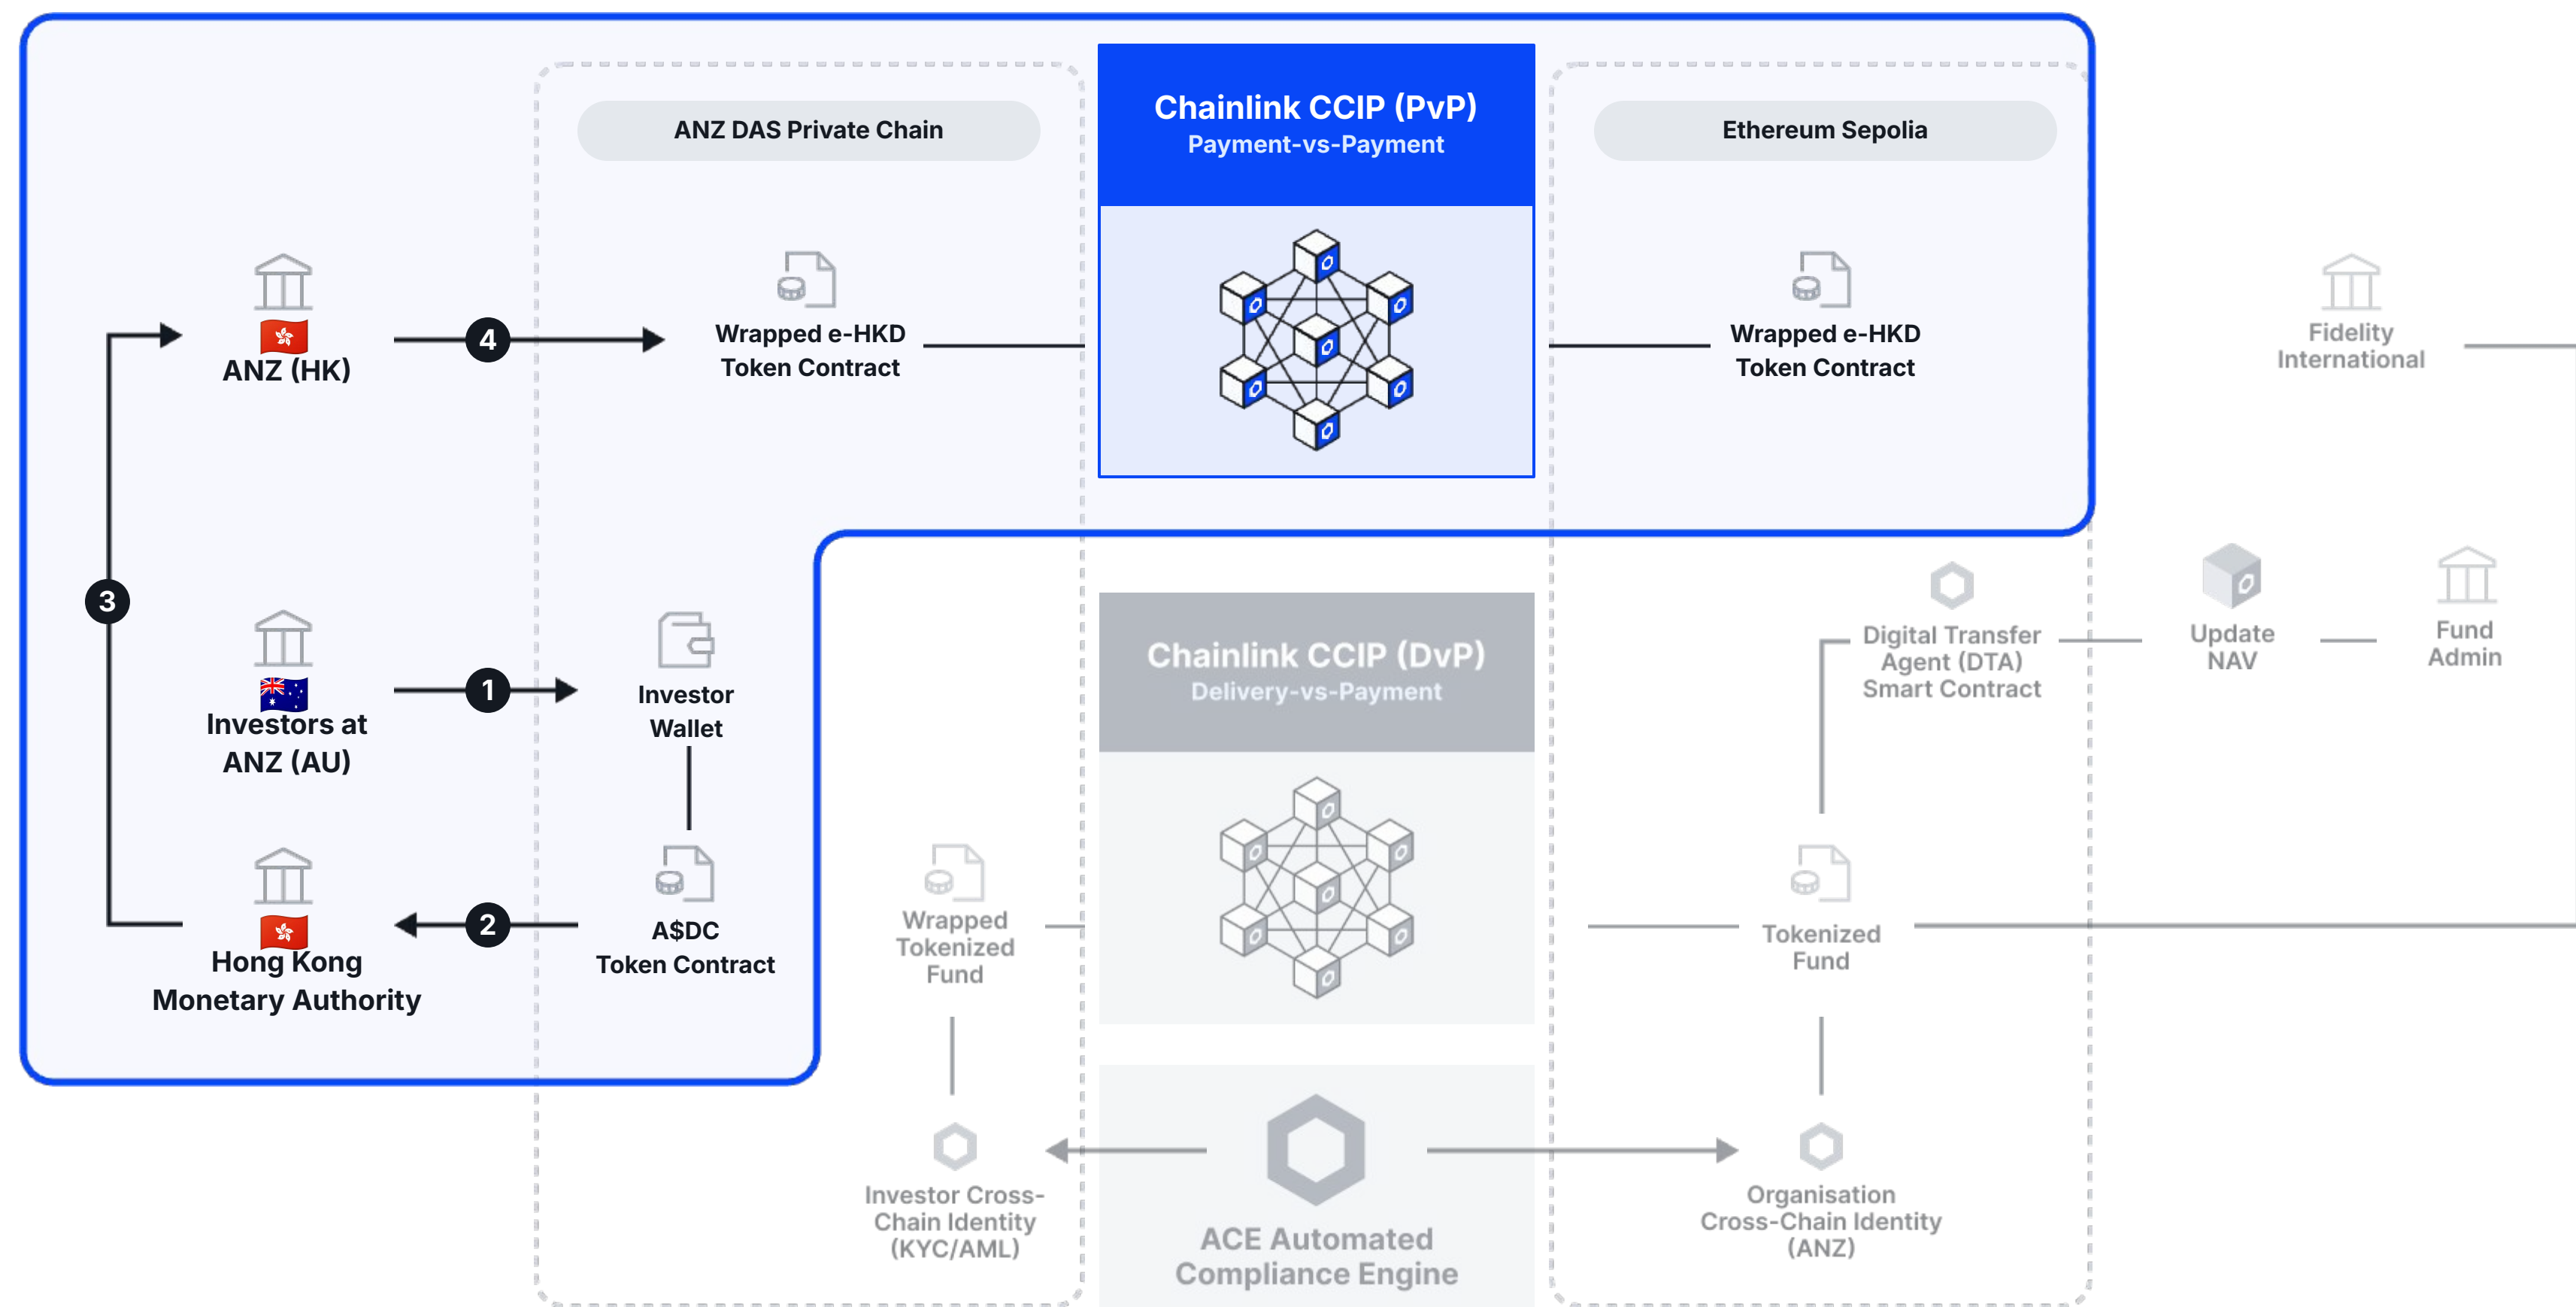 ANZ DAS Private Chain
Chainlink CCIP (PvP)
Payment-vs-Payment
Ethereum Sepolia
ANZ (HK)
4
Wrapped e-HKD
Token Contract
Wrapped e-HKD
Token Contract
Fidelity
International
3
Investors at
ANZ (AU)
1
Investor
Wallet
Chainlink CCIP (DvP)
Delivery-vs-Payment
Digital Transfer
Agent (DTA)
Smart Contract
Update
NAV
Fund
Admin
Hong Kong
Monetary Authority
2
A$DC
Token Contract
Wrapped
Tokenized
Fund
Tokenized
Fund
Investor Cross-
Chain Identity
(KYC/AML)
ACE Automated
Compliance Engine
Organisation
Cross-Chain Identity
(ANZ)